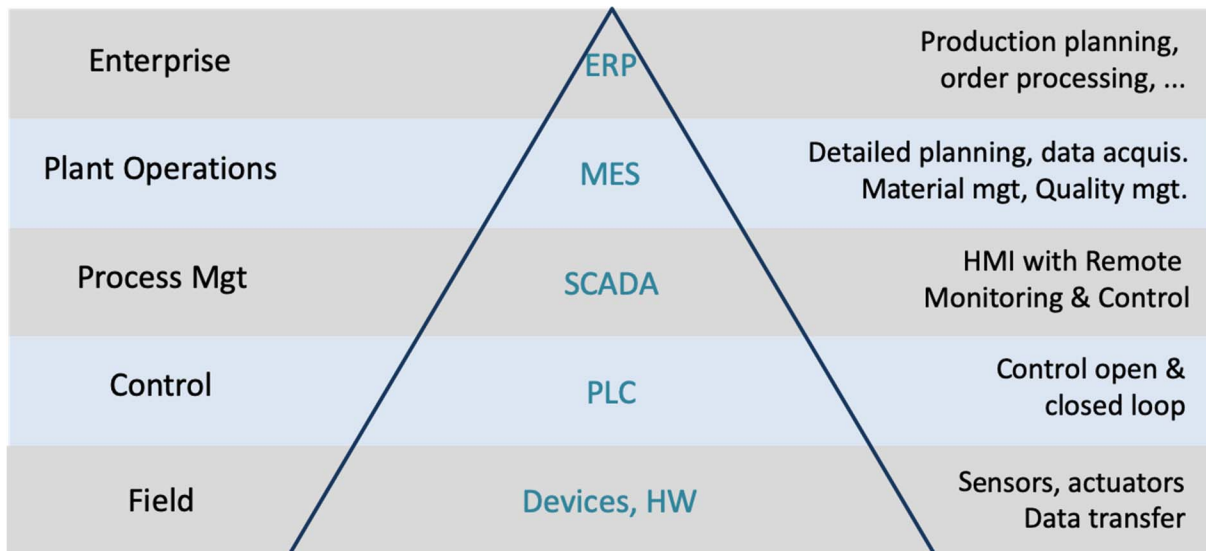 Enterprise
ERP
Production planning,
order processing, ...
Plant Operations
MES
Detailed planning, data acquis.
Material mgt, Quality mgt.
Process Mgt
SCADA
HMI with Remote
Monitoring & Control
Control
PLC
Control open &
closed loop
Field
Devices, HW
Sensors, actuators
Data transfer